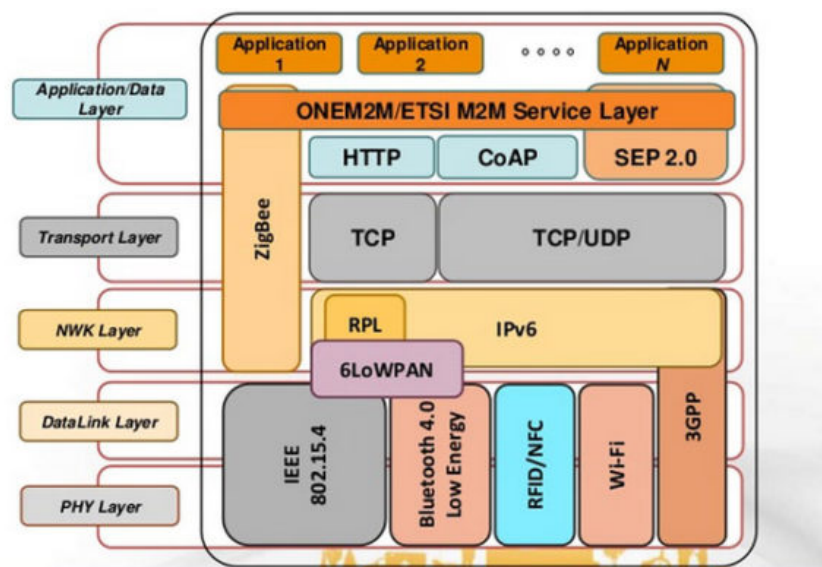 Application
1
Application
2
Application
N
Application/Data
Layer
ONEM2M/ETSI M2M Service Layer
HTTP
CoAP
SEP 2.0
ZigBee
Transport Layer
TCP
TCP/UDP
NWK Layer
RPL
IPv6
6LoWPAN
DataLink Layer
IEEE
802.15.4
Bluetooth 4.0
Low Energy
RFID/NFC
Wi-Fi
3GPP
PHY Layer